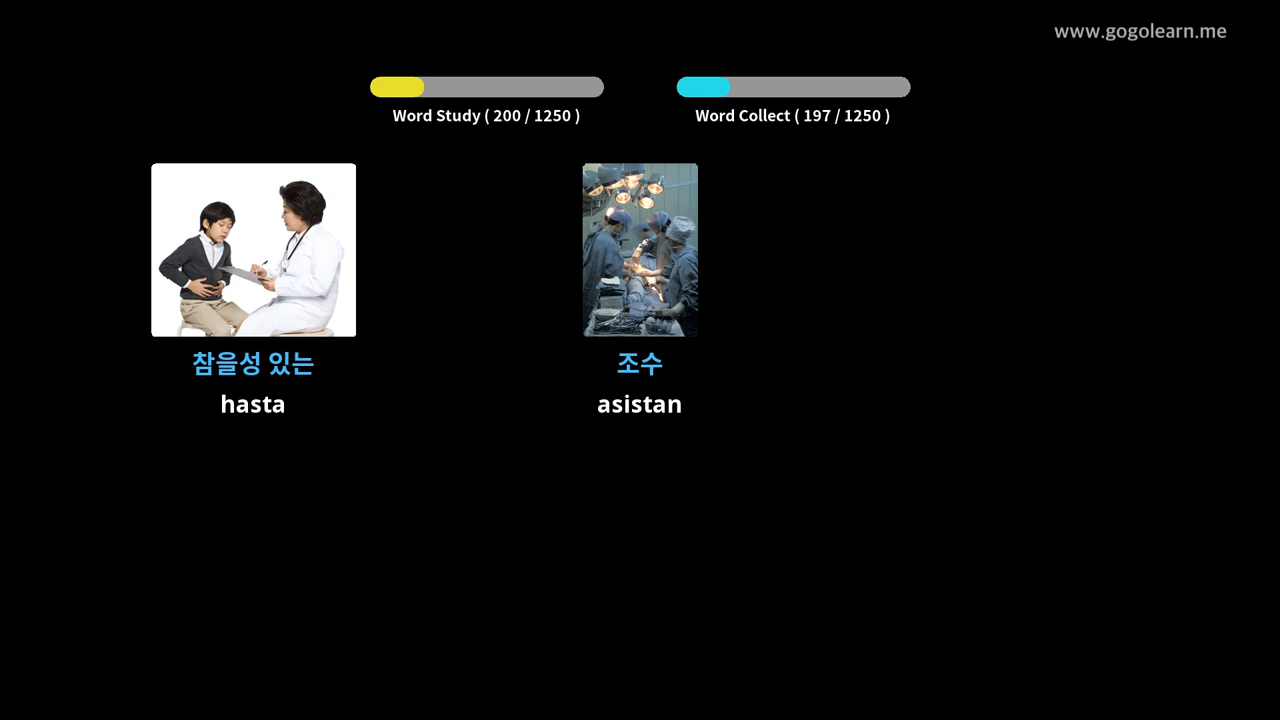 www.gogolearn.me
Word Study ( 200 / 1250 )
Word Collect ( 197 / 1250 )
참을성 있는
hasta
조수
asistan